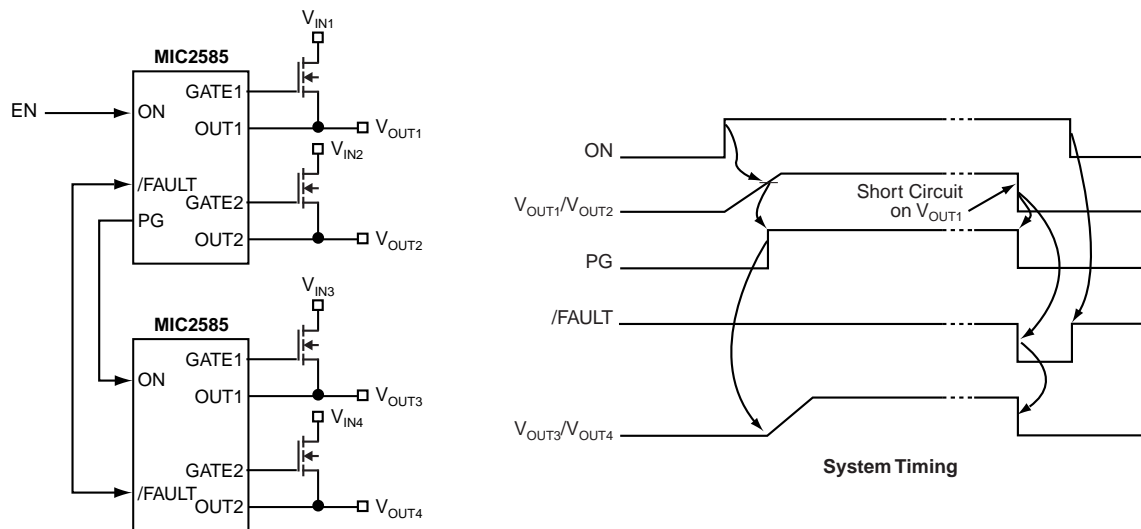 V_IN1
MIC2585
GATE1
EN
ON
OUT1
V_OUT1
V_IN2
/FAULT
GATE2
PG
OUT2
V_OUT2
V_IN3
MIC2585
GATE1
ON
OUT1
V_OUT3
V_IN4
GATE2
/FAULT
OUT2
V_OUT4
ON
V_OUT1/V_OUT2
Short Circuit
on V_OUT1
PG
/FAULT
V_OUT3/V_OUT4
System Timing